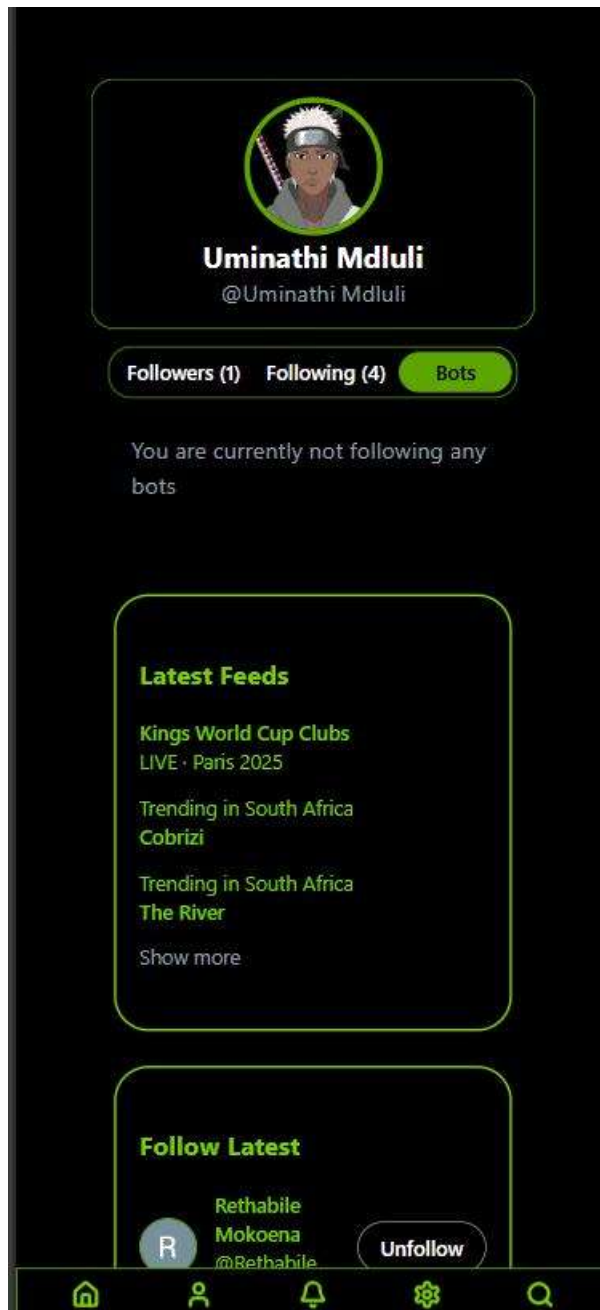 Uminathi Mdluli
@Uminathi Mdluli
Followers (1) Following (4) Bots
You are currently not following any
bots
Latest Feeds
Kings World Cup Clubs
LIVE · Paris 2025
Trending in South Africa
Cobrizi
Trending in South Africa
The River
Show more
Follow Latest
Rethabile
Mokoena
R
Unfollow
@Rethabile